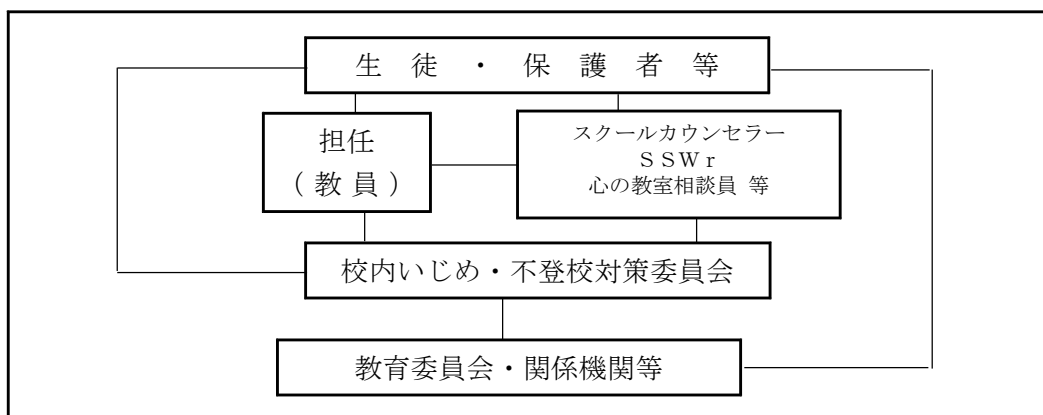 生 徒 ・ 保 護 者 等
担任
（ 教 員 ）
スクールカウンセラー
ＳＳＷｒ
心の教室相談員 等
校内いじめ・不登校対策委員会
教育委員会・関係機関等